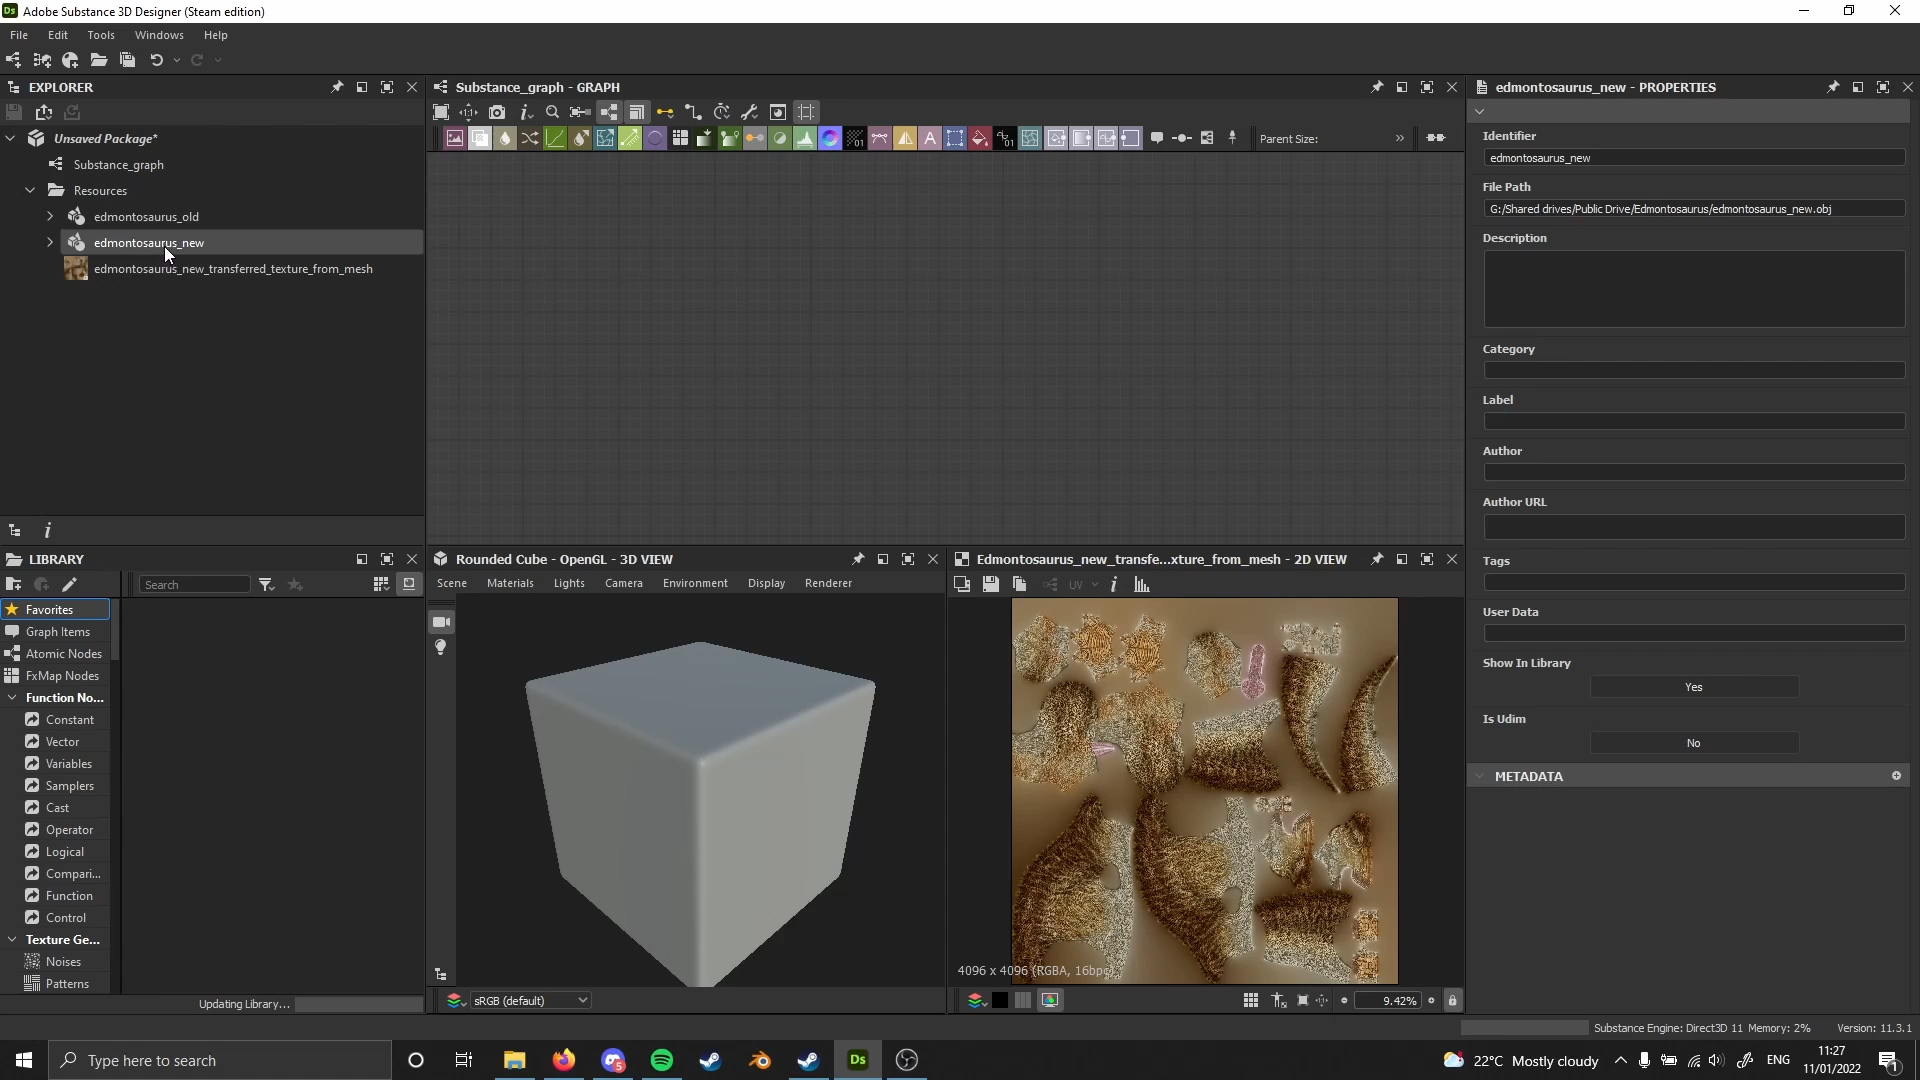 Adobe Substance 3D Designer (Steam edition)
File Edit Tools Windows Help
EXPLORER
Unsaved Package*
Substance_graph
Resources
edmontosaurus_old
edmontosaurus_new
edmontosaurus_new_transferred_texture_from_mesh
Substance_graph - GRAPH
Parent Size:
edmontosaurus_new - PROPERTIES
Identifier
edmontosaurus_new
File Path
G:/Shared drives/Public Drive/Edmontosaurus/edmontosaurus_new.obj
Description
Category
Label
Author
Author URL
Tags
User Data
Show In Library
Yes
Is Udim
No
METADATA
LIBRARY
Search
Favorites
Graph Items
Atomic Nodes
FxMap Nodes
Function No...
Constant
Vector
Variables
Samplers
Cast
Operator
Logical
Compari...
Function
Control
Texture Ge...
Noises
Patterns
Updating Library...
Rounded Cube - OpenGL - 3D VIEW
Scene Materials Lights Camera Environment Display Renderer
sRGB (default)
Edmontosaurus_new_transfe...xture_from_mesh - 2D VIEW
UV
4096 x 4096 (RGBA, 16bpc)
9.42%
Substance Engine: Direct3D 11 Memory: 2% Version: 11.3.1
Type here to search
Ds
22°C Mostly cloudy
ENG
11:27
11/01/2022